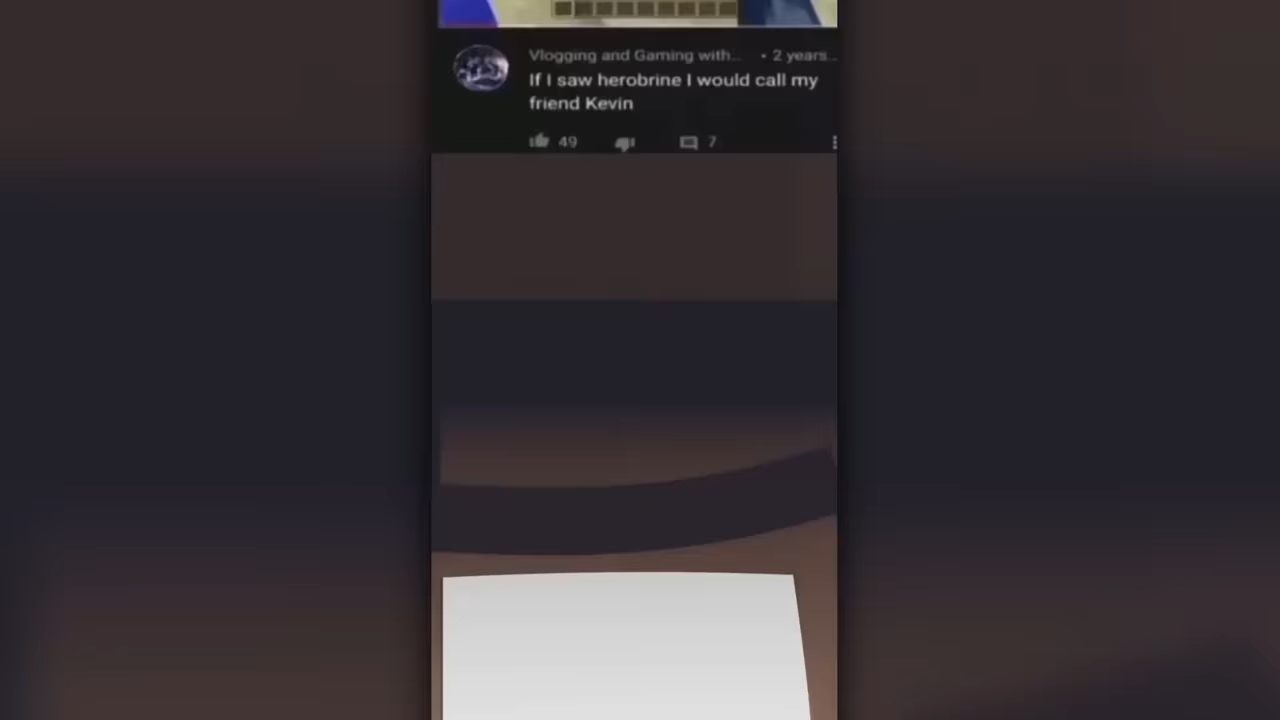 Vlogging and Gaming with... • 2 years...
If I saw herobrine I would call my
friend Kevin
49 7